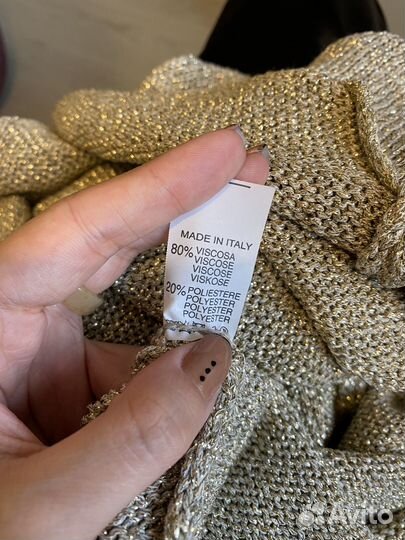 MADE IN ITALY
80% VISCOSA
VISCOSE
VISCOSE
VISKOSE
20% POLIESTERE
POLYESTER
POLYESTER
POLYESTER
Avito